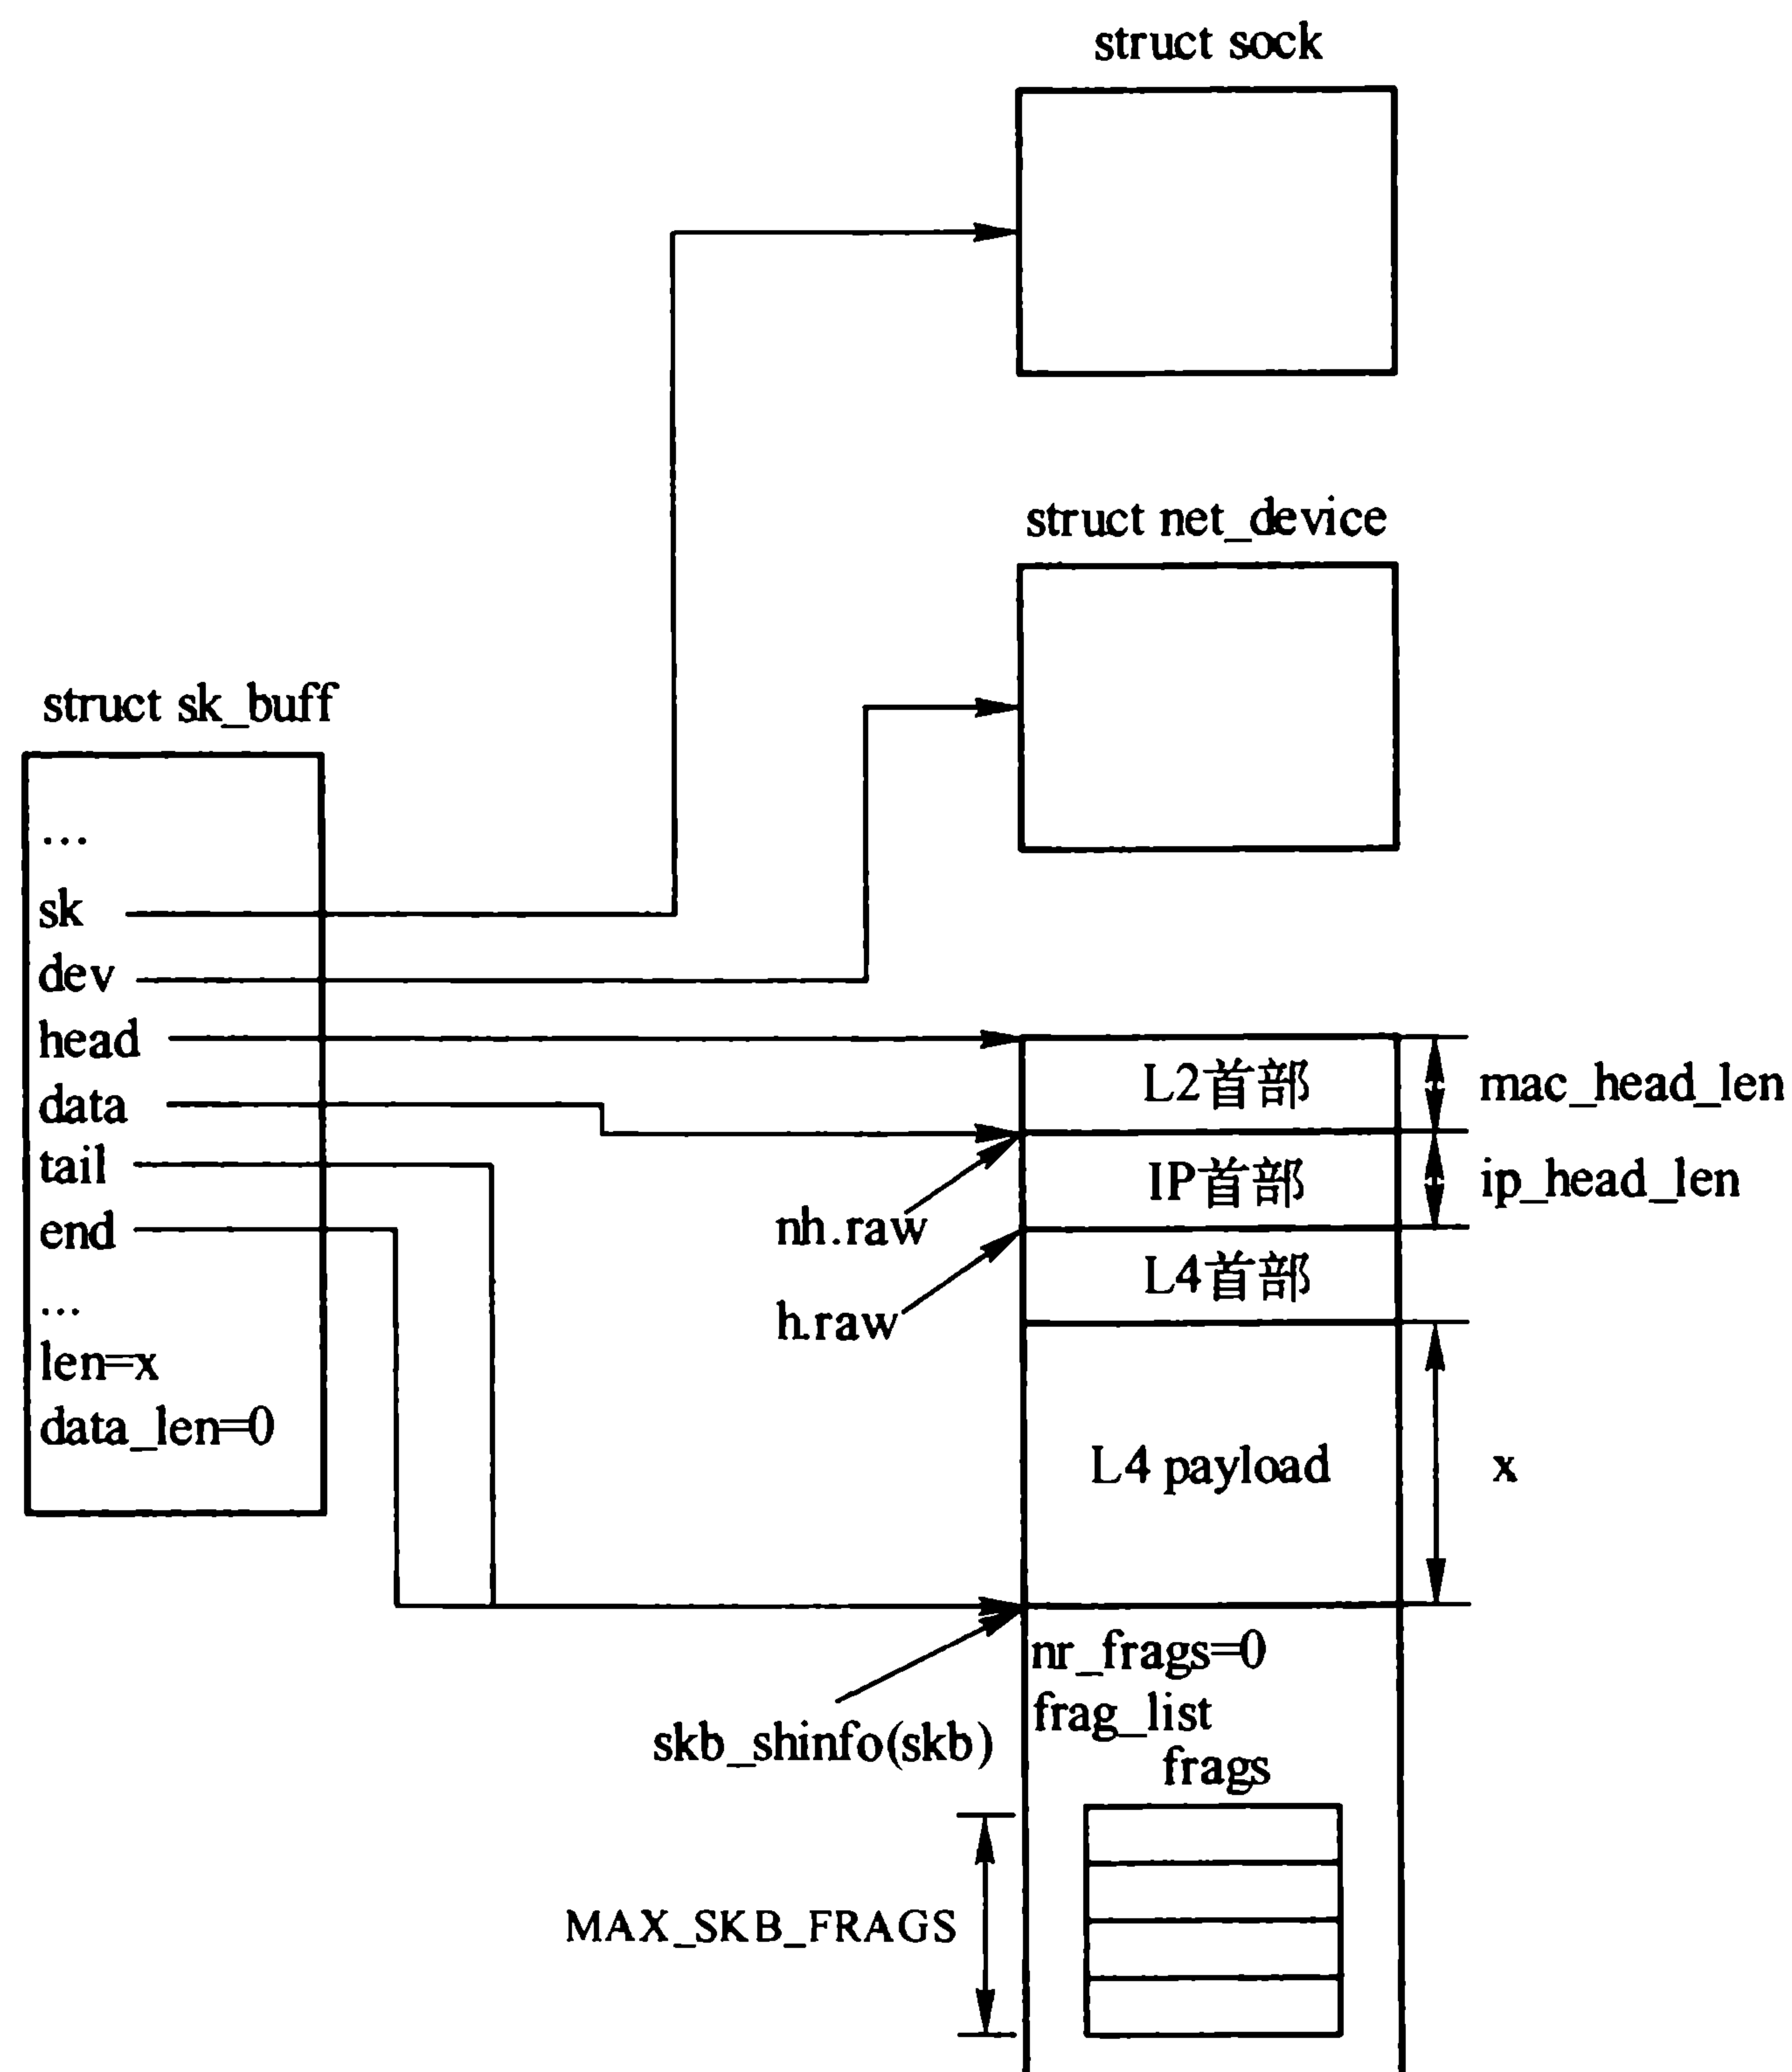 struct sock
struct net_device
struct sk_buff
...
sk
dev
head
data
tail
end
...
len=x
data_len=0
L2首部
mac_head_len
IP首部
ip_head_len
nh.raw
L4首部
h.raw
L4 payload
x
nr_frags=0
frag_list
skb_shinfo(skb)
frags
MAX_SKB_FRAGS